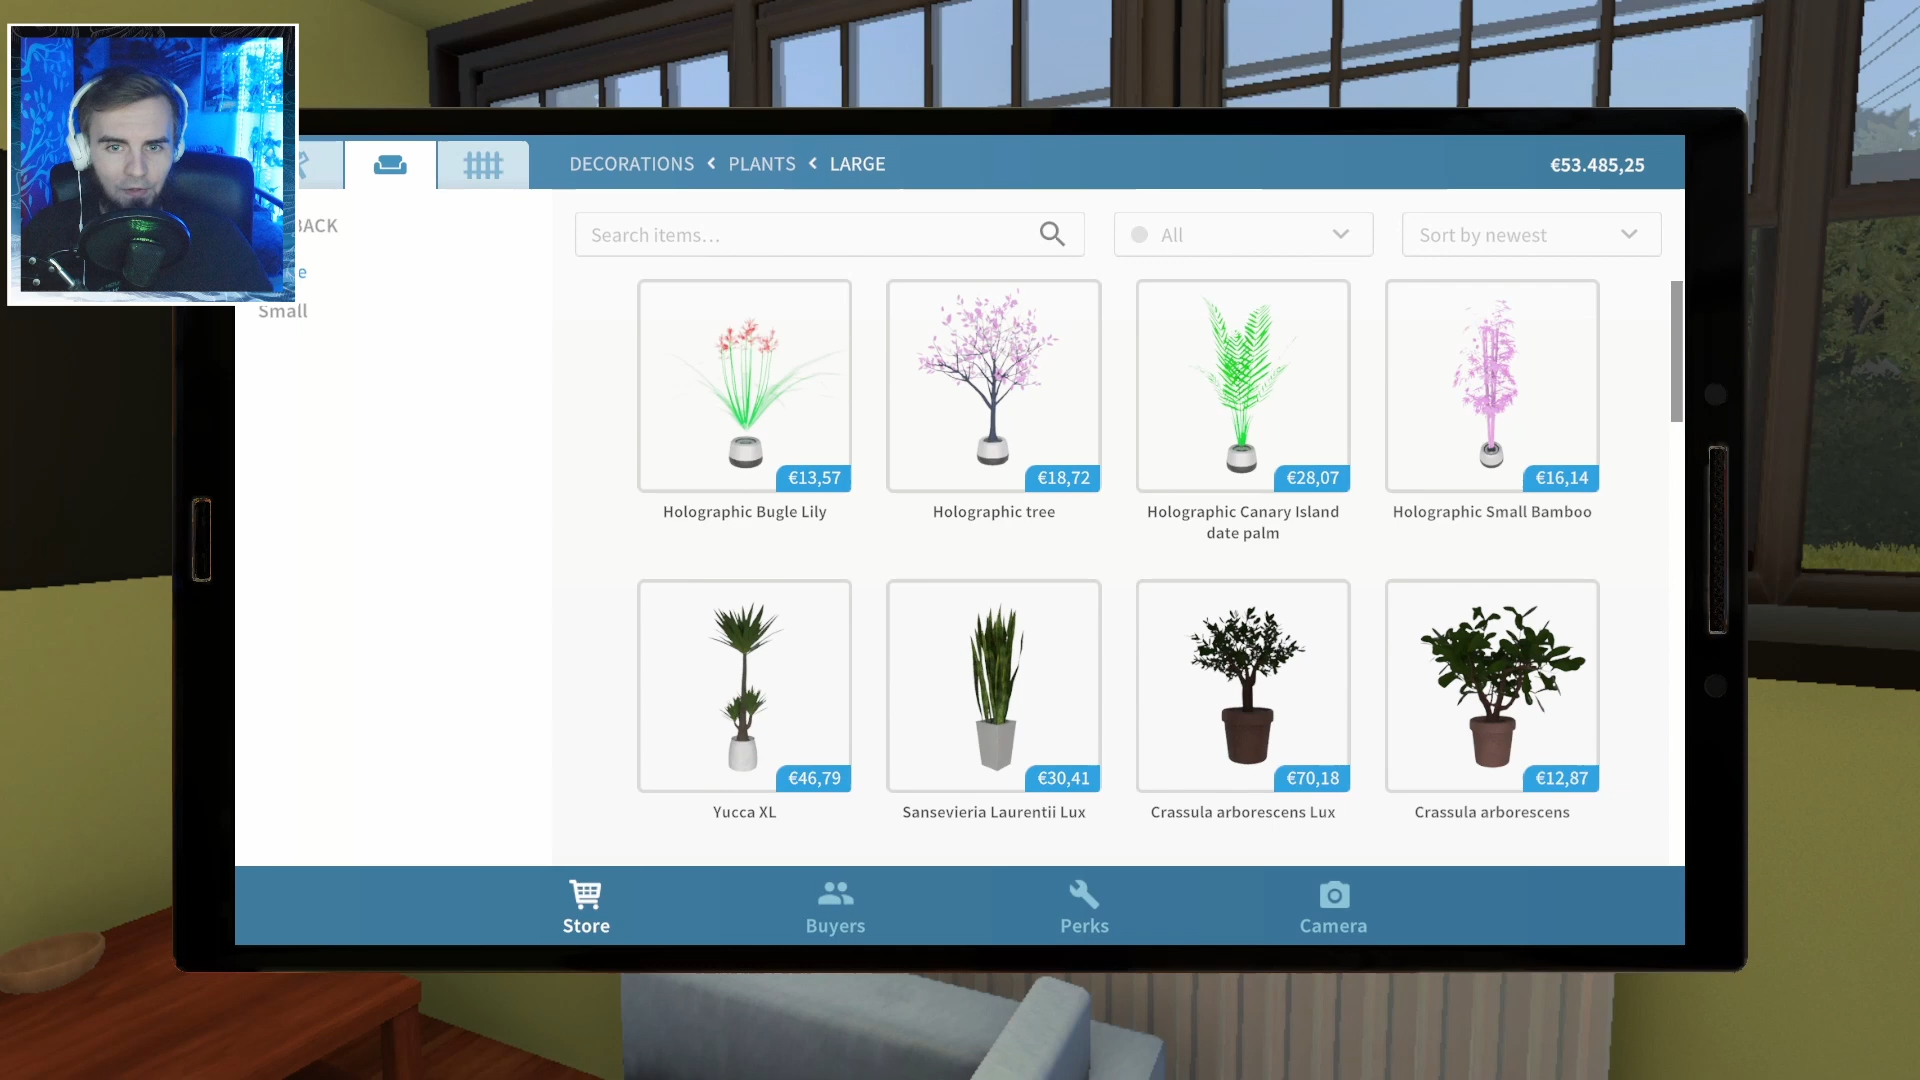 DECORATIONS < PLANTS < LARGE
€53.485,25
BACK
e
Small
Search items...
All
Sort by newest
€13,57
€18,72
€28,07
€16,14
Holographic Bugle Lily
Holographic tree
Holographic Canary Island
date palm
Holographic Small Bamboo
€46,79
€30,41
€70,18
€12,87
Yucca XL
Sansevieria Laurentii Lux
Crassula arborescens Lux
Crassula arborescens
Store
Buyers
Perks
Camera